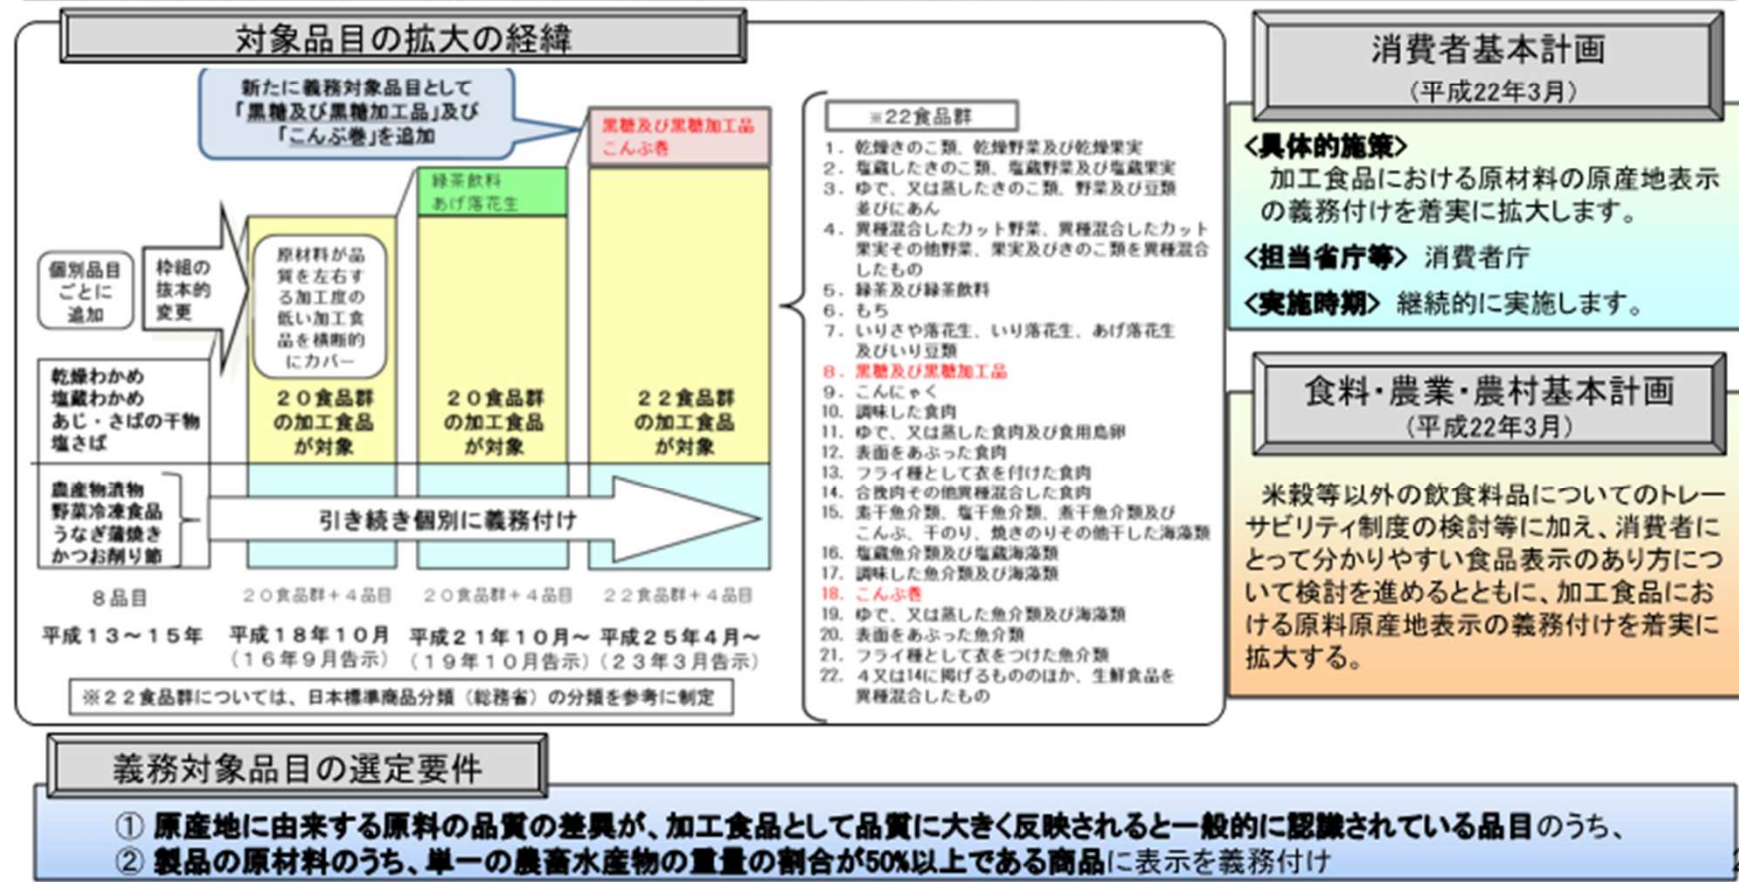 対象品目の拡大の経緯
新たに義務対象品目として
「黒糖及び黒糖加工品」及び
「こんぶ巻」を追加
黒糖及び黒糖加工品
こんぶ巻
緑茶飲料
あげ落花生
個別品目
ごとに
追加
枠組の
抜本的
変更
原材料が品
質を左右す
る加工度の
低い加工食
品を横断的
にカバー
乾燥わかめ
塩蔵わかめ
あじ・さばの干物
塩さば
20食品群
の加工食品
が対象
20食品群
の加工食品
が対象
22食品群
の加工食品
が対象
農産物漬物
野菜冷凍食品
うなぎ蒲焼き
かつお削り節
引き続き個別に義務付け
8品目
20食品群+4品目
20食品群+4品目
22食品群+4品目
平成13~15年
平成18年10月
(16年9月告示)
平成21年10月~
(19年10月告示)
平成25年4月~
(23年3月告示)
※22食品群については、日本標準商品分類(総務省)の分類を参考に制定
※22食品群
1. 乾燥きのこ類、乾燥野菜及び乾燥果実
2. 塩蔵したきのこ類、塩蔵野菜及び塩蔵果実
3. ゆで、又は蒸したきのこ類、野菜及び豆類
並びにあん
4. 異種混合したカット野菜、異種混合したカット
果実その他野菜、果実及びきのこ類を異種混合
したもの
5. 緑茶及び緑茶飲料
6. もち
7. いりさや落花生、いり落花生、あげ落花生
及びいり豆類
8. 黒糖及び黒糖加工品
9. こんにゃく
10. 調味した食肉
11. ゆで、又は蒸した食肉及び食用鳥卵
12. 表面をあぶった食肉
13. フライ種として衣を付けた食肉
14. 合挽肉その他異種混合した食肉
15. 素干魚介類、塩干魚介類、煮干魚介類及び
こんぶ、干のり、焼きのりその他干した海藻類
16. 塩蔵魚介類及び塩蔵海藻類
17. 調味した魚介類及び海藻類
18. こんぶ巻
19. ゆで、又は蒸した魚介類及び海藻類
20. 表面をあぶった魚介類
21. フライ種として衣をつけた魚介類
22. 4又は14に掲げるもののほか、生鮮食品を
異種混合したもの
消費者基本計画
(平成22年3月)
<具体的施策>
加工食品における原材料の原産地表示
の義務付けを着実に拡大します。
<担当省庁等> 消費者庁
<実施時期> 継続的に実施します。
食料・農業・農村基本計画
(平成22年3月)
米穀等以外の飲食料品についてのトレー
サビリティ制度の検討等に加え、消費者に
とって分かりやすい食品表示のあり方につ
いて検討を進めるとともに、加工食品にお
ける原料原産地表示の義務付けを着実に
拡大する。
義務対象品目の選定要件
① 原産地に由来する原料の品質の差異が、加工食品として品質に大きく反映されると一般的に認識されている品目のうち、
② 製品の原材料のうち、単一の農畜水産物の重量の割合が50%以上である商品に表示を義務付け